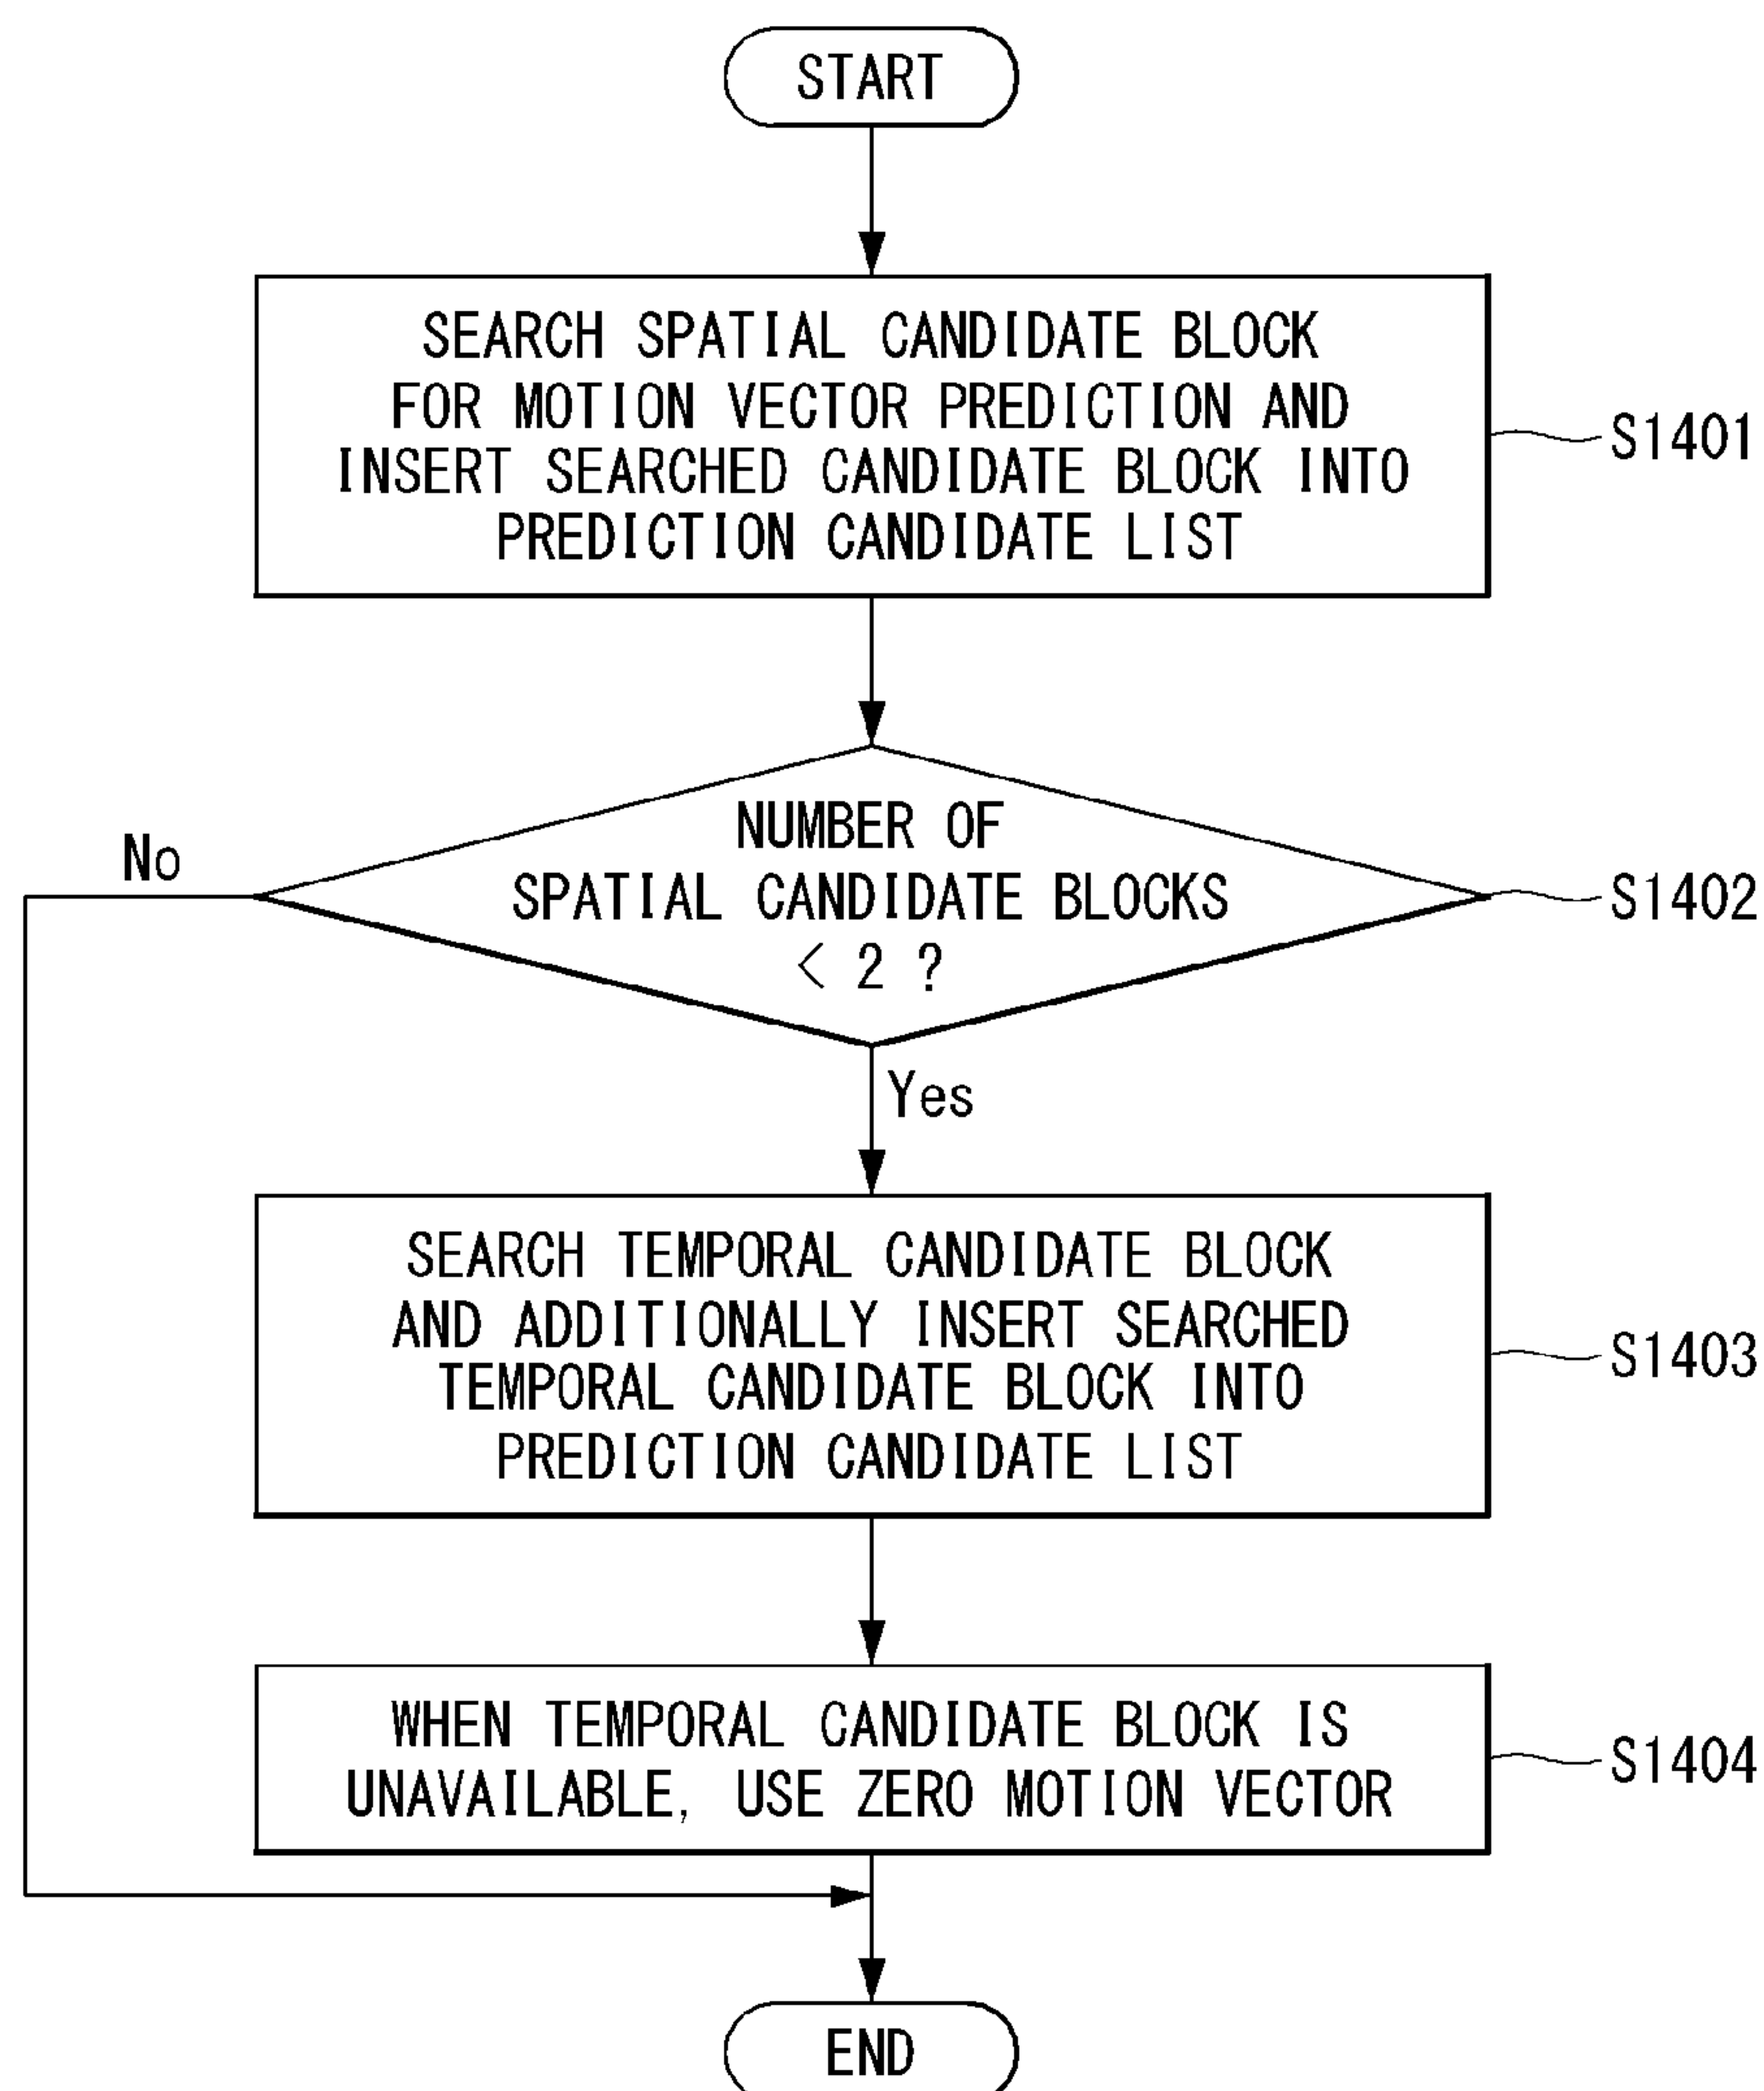 START
SEARCH SPATIAL CANDIDATE BLOCK
FOR MOTION VECTOR PREDICTION AND
INSERT SEARCHED CANDIDATE BLOCK INTO
PREDICTION CANDIDATE LIST
S1401
NUMBER OF
SPATIAL CANDIDATE BLOCKS
< 2 ?
No
S1402
Yes
SEARCH TEMPORAL CANDIDATE BLOCK
AND ADDITIONALLY INSERT SEARCHED
TEMPORAL CANDIDATE BLOCK INTO
PREDICTION CANDIDATE LIST
S1403
WHEN TEMPORAL CANDIDATE BLOCK IS
UNAVAILABLE, USE ZERO MOTION VECTOR
S1404
END